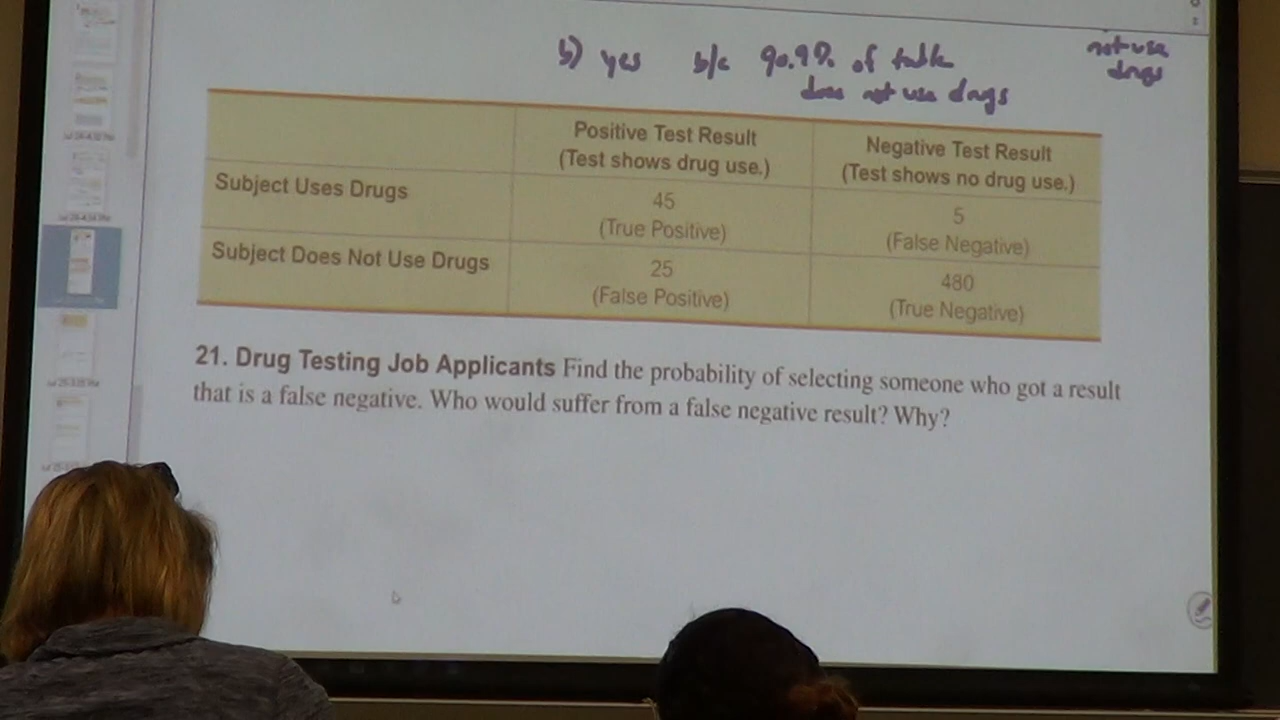 b) yes b/c 90.9% of table
does not use drugs
not use
drugs
Positive Test Result
(Test shows drug use.)
Negative Test Result
(Test shows no drug use.)
Subject Uses Drugs
45
(True Positive)
5
(False Negative)
Subject Does Not Use Drugs
25
(False Positive)
480
(True Negative)
21. Drug Testing Job Applicants Find the probability of selecting someone who got a result
that is a false negative. Who would suffer from a false negative result? Why?